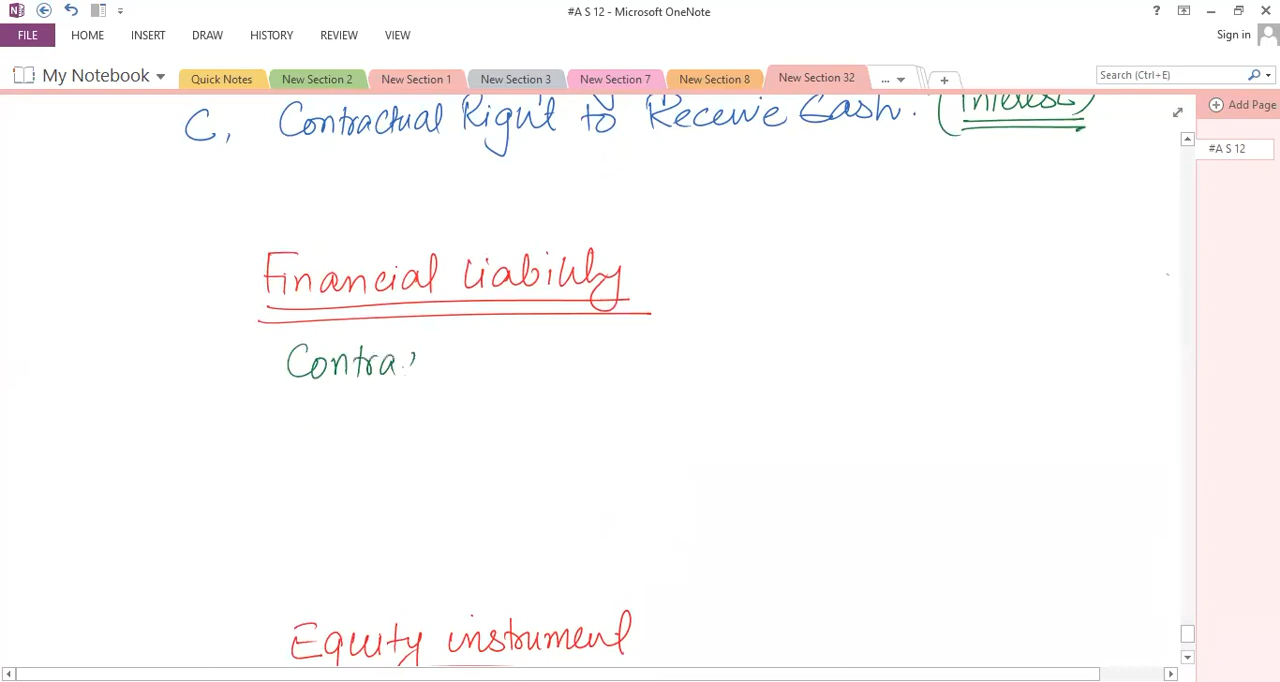 #A S 12 - Microsoft OneNote
?
FILE HOME INSERT DRAW HISTORY REVIEW VIEW
Sign in
My Notebook Quick Notes New Section 2 New Section 1 New Section 3 New Section 7 New Section 8 New Section 32 ... +
Search (Ctrl+E)
Add Page
#A S 12
C, Contractual Right to Receive Cash. (Interest)
Financial liability
Contra
Equity instrument